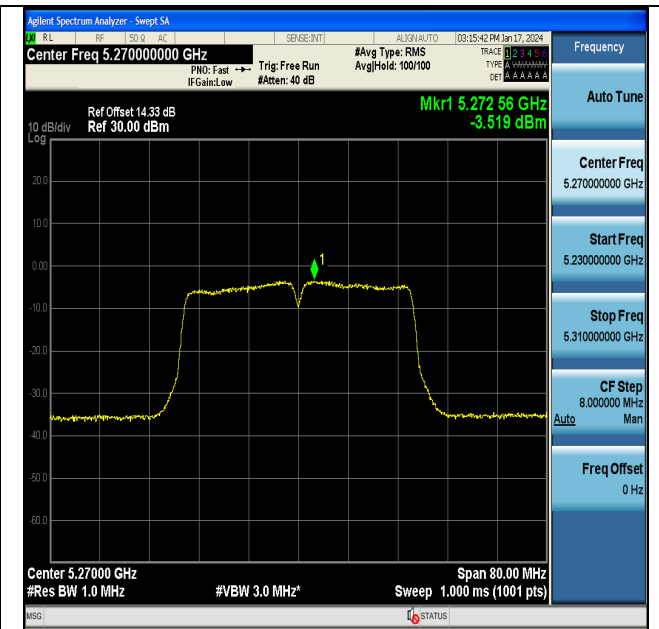 Agilent Spectrum Analyzer - Swept SA
LXI RL RF 50 Ω AC SENSE:INT ALIGN AUTO 03:15:42 PM Jan 17, 2024
Center Freq 5.270000000 GHz #Avg Type: RMS TRACE 1 2 3 4 5 6
PNO: Fast Trig: Free Run Avg|Hold: 100/100 TYPE A WWWWW
IFGain:Low #Atten: 40 dB DET A A A A A A
Mkr1 5.272 56 GHz
-3.519 dBm
Ref Offset 14.33 dB
10 dB/div Ref 30.00 dBm
Log
20.0
10.0
0.00
-10.0
-20.0
-30.0
-40.0
-50.0
-60.0
1
Center 5.27000 GHz Span 80.00 MHz
#Res BW 1.0 MHz #VBW 3.0 MHz* Sweep 1.000 ms (1001 pts)
MSG STATUS
Frequency
Auto Tune
Center Freq
5.270000000 GHz
Start Freq
5.230000000 GHz
Stop Freq
5.310000000 GHz
CF Step
8.000000 MHz
Auto Man
Freq Offset
0 Hz